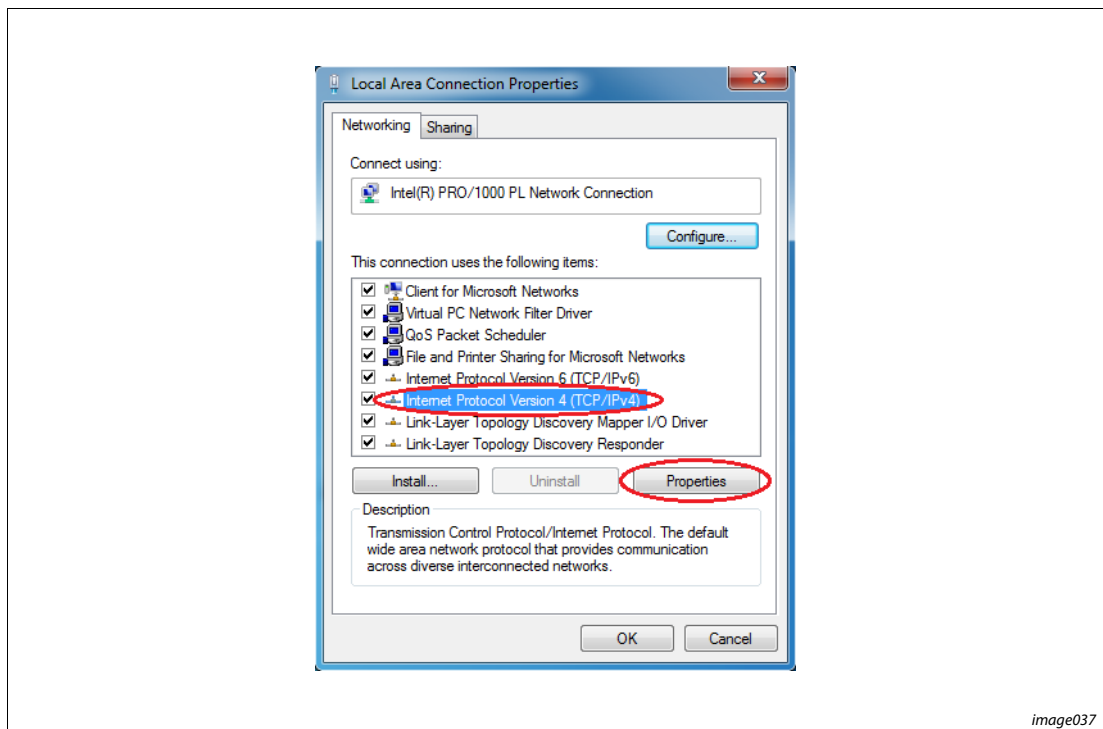 Local Area Connection Properties
Networking
Sharing
Connect using:
Intel(R) PRO/1000 PL Network Connection
Configure...
This connection uses the following items:
Client for Microsoft Networks
Virtual PC Network Filter Driver
QoS Packet Scheduler
File and Printer Sharing for Microsoft Networks
Internet Protocol Version 6 (TCP/IPv6)
Internet Protocol Version 4 (TCP/IPv4)
Link-Layer Topology Discovery Mapper I/O Driver
Link-Layer Topology Discovery Responder
Install...
Uninstall
Properties
Description
Transmission Control Protocol/Internet Protocol. The default
wide area network protocol that provides communication
across diverse interconnected networks.
OK
Cancel
image037